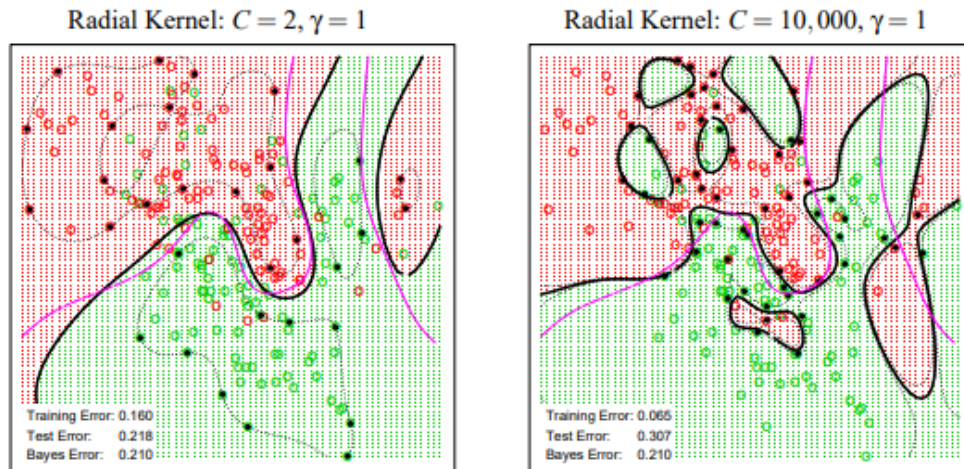 Radial Kernel: C = 2, γ = 1
Training Error: 0.160
Test Error: 0.218
Bayes Error: 0.210
Radial Kernel: C = 10,000, γ = 1
Training Error: 0.065
Test Error: 0.307
Bayes Error: 0.210